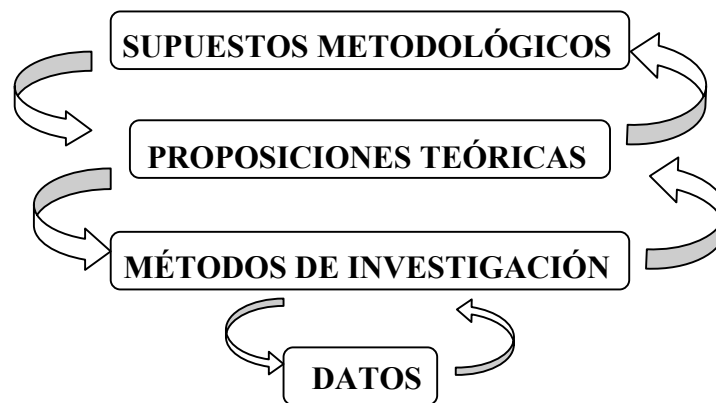 SUPUESTOS METODOLÓGICOS
PROPOSICIONES TEÓRICAS
MÉTODOS DE INVESTIGACIÓN
DATOS